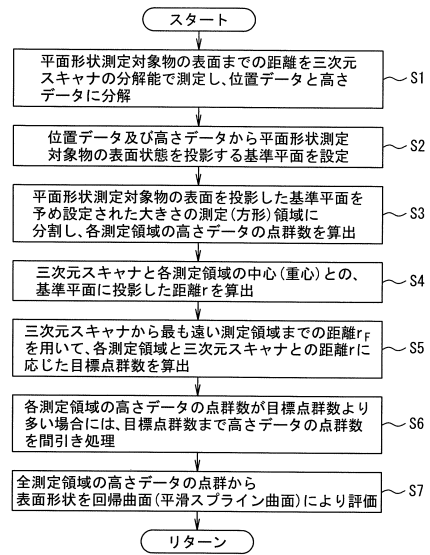 スタート
平面形状測定対象物の表面までの距離を三次元
スキャナの分解能で測定し、位置データと高さ
データに分解
S1
位置データ及び高さデータから平面形状測定
対象物の表面状態を投影する基準平面を設定
S2
平面形状測定対象物の表面を投影した基準平面を
予め設定された大きさの測定(方形)領域に
分割し、各測定領域の高さデータの点群数を算出
S3
三次元スキャナと各測定領域の中心(重心)との、
基準平面に投影した距離rを算出
S4
三次元スキャナから最も遠い測定領域までの距離rF
を用いて、各測定領域と三次元スキャナとの距離rに
応じた目標点群数を算出
S5
各測定領域の高さデータの点群数が目標点群数より
多い場合には、目標点群数まで高さデータの点群数
を間引き処理
S6
全測定領域の高さデータの点群から
表面形状を回帰曲面(平滑スプライン曲面)により評価
S7
リターン